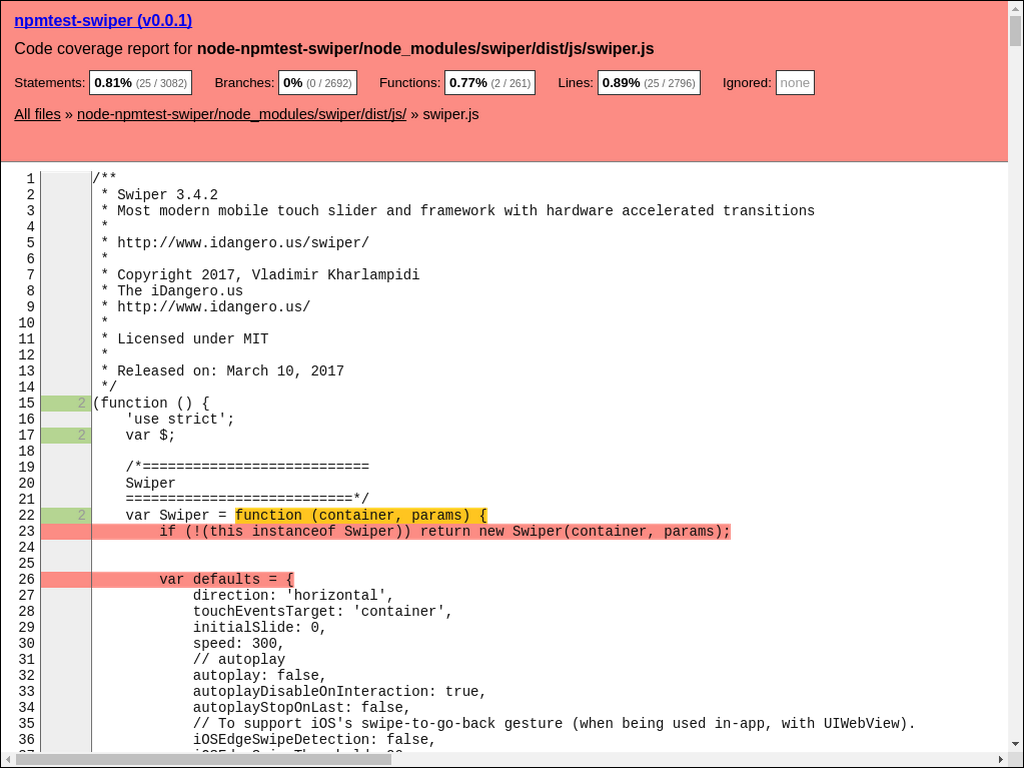 npmtest-swiper (v0.0.1)
Code coverage report for node-npmtest-swiper/node_modules/swiper/dist/js/swiper.js
Statements: 0.81% (25 / 3082) Branches: 0% (0 / 2692) Functions: 0.77% (2 / 261) Lines: 0.89% (25 / 2796) Ignored: none
All files » node-npmtest-swiper/node_modules/swiper/dist/js/ » swiper.js
1 /**
2  * Swiper 3.4.2
3  * Most modern mobile touch slider and framework with hardware accelerated transitions
4  *
5  * http://www.idangero.us/swiper/
6  *
7  * Copyright 2017, Vladimir Kharlampidi
8  * The iDangero.us
9  * http://www.idangero.us/
10  *
11  * Licensed under MIT
12  *
13  * Released on: March 10, 2017
14  */
15 2 (function () {
16     'use strict';
17 2     var $;
18
19     /*===========================
20     Swiper
21     ===========================*/
22 2     var Swiper = function (container, params) {
23         if (!(this instanceof Swiper)) return new Swiper(container, params);
24
25
26         var defaults = {
27             direction: 'horizontal',
28             touchEventsTarget: 'container',
29             initialSlide: 0,
30             speed: 300,
31             // autoplay
32             autoplay: false,
33             autoplayDisableOnInteraction: true,
34             autoplayStopOnLast: false,
35             // To support iOS's swipe-to-go-back gesture (when being used in-app, with UIWebView).
36             iOSEdgeSwipeDetection: false,